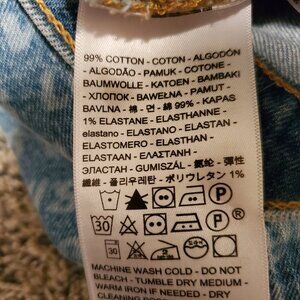 99% COTTON - COTON - ALGODÓN
- ALGODÃO - PAMUK - COTONE -
BAUMWOLLE - KATOEN - BAMBAKI
- ХЛОПОК - BAWEŁNA - PAMUT -
BAVLNA - 棉 - 면 - 綿 99% - KAPAS
1% ELASTANE - ELASTHANNE -
elastano - ELASTANO - ELASTAN -
ELASTOMERO - ELASTHAN -
ELASTAAN - ΕΛΑΣΤΑΝΗ -
ЭЛАСТАН - GUMISZÁL - 氨纶 - 彈性
纖維 - 폴리우레탄 - ポリウレタン 1%
30 P
30 P
MACHINE WASH COLD - DO NOT
BLEACH - TUMBLE DRY MEDIUM -
WARM IRON IF NEEDED - DRY